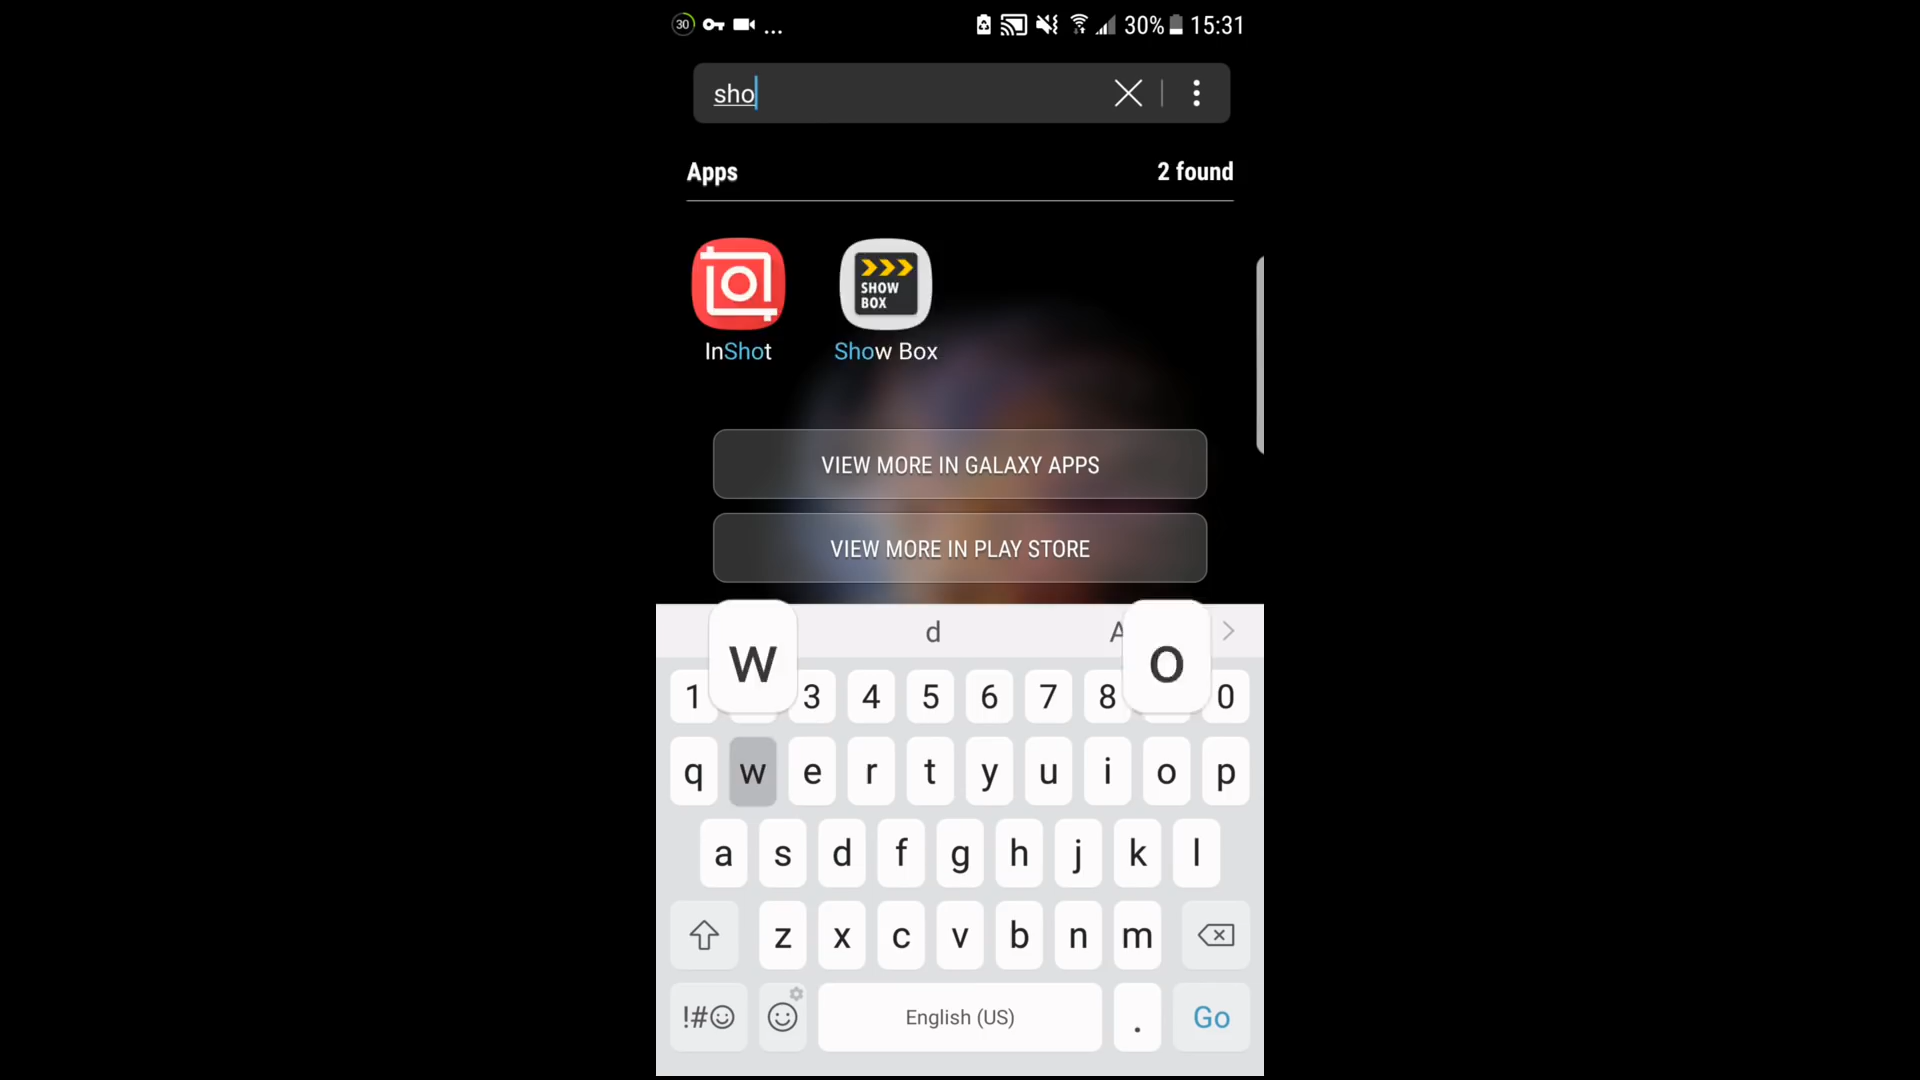 30 ... 30% 15:31
sho
Apps 2 found
SHOW
BOX
InShot Show Box
VIEW MORE IN GALAXY APPS
VIEW MORE IN PLAY STORE
w d A o
1 3 4 5 6 7 8 0
q w e r t y u i o p
a s d f g h j k l
z x c v b n m
!#☺ English (US) . Go